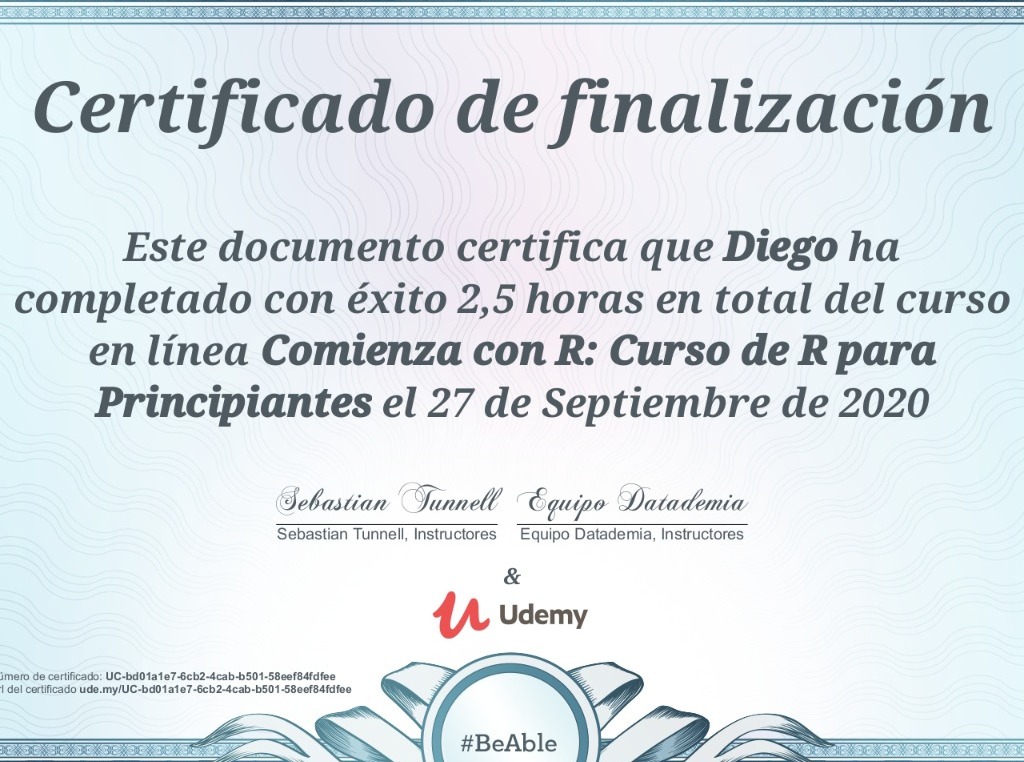 Certificado de finalización
Este documento certifica que Diego ha
completado con éxito 2,5 horas en total del curso
en línea Comienza con R: Curso de R para
Principiantes el 27 de Septiembre de 2020
Sebastian Tunnell Equipo Datademia
Sebastian Tunnell, Instructores Equipo Datademia, Instructores
&
Udemy
úmero de certificado: UC-bd01a1e7-6cb2-4cab-b501-58eef84fdfee
rl del certificado ude.my/UC-bd01a1e7-6cb2-4cab-b501-58eef84fdfee
#BeAble